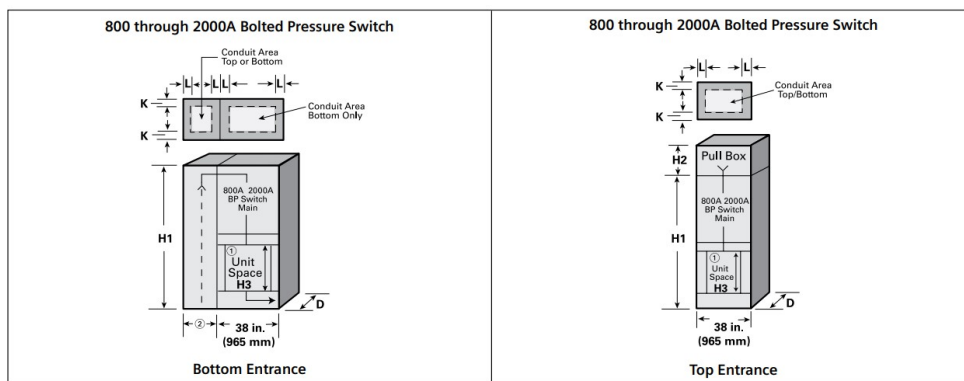 800 through 2000A Bolted Pressure Switch
Conduit Area
Top or Bottom
L
L
L
L
K
K
Conduit Area
Bottom Only
H1
800A 2000A
BP Switch
Main
①
Unit
Space
H3
D
②
38 in.
(965 mm)
Bottom Entrance
800 through 2000A Bolted Pressure Switch
L
L
Conduit Area
Top/Bottom
K
K
H2
Pull Box
H1
800A 2000A
BP Switch
Main
①
Unit
Space
H3
D
38 in.
(965 mm)
Top Entrance